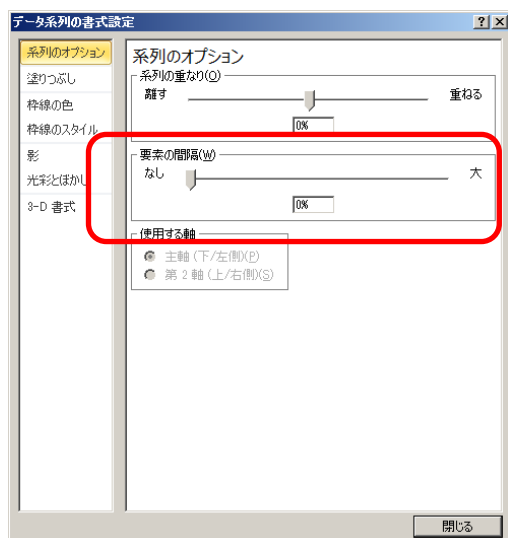 データ系列の書式設定
系列のオプション
塗りつぶし
枠線の色
枠線のスタイル
影
光彩とぼかし
3-D 書式
系列のオプション
系列の重なり(O)
離す 重ねる
0%
要素の間隔(W)
なし 大
0%
使用する軸
主軸 (下/左側)(P)
第 2 軸 (上/右側)(S)
閉じる